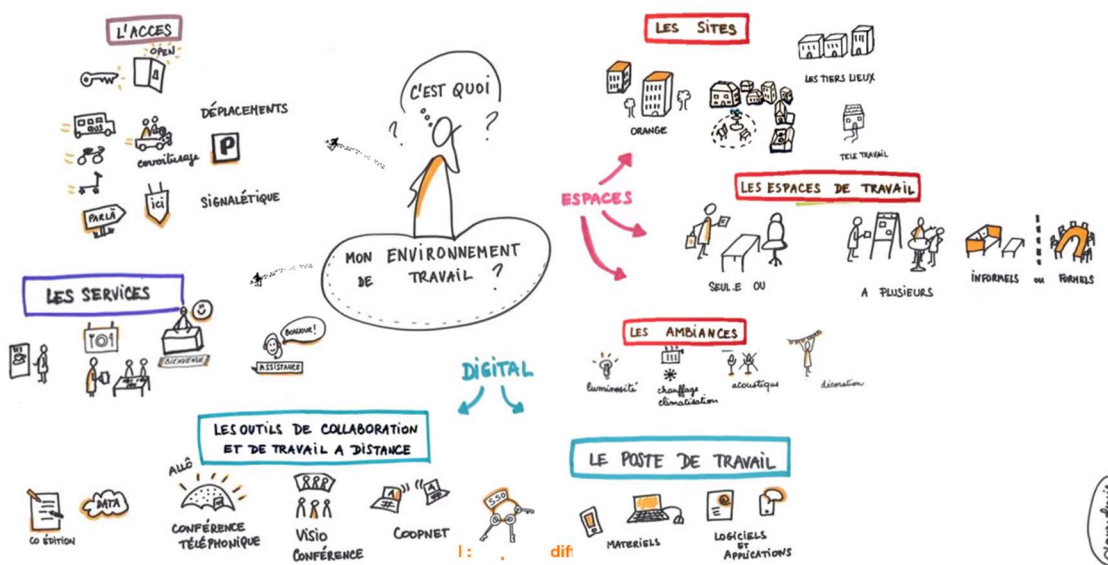 L'ACCES
OPEN
DÉPLACEMENTS
BUS
covoiturage
P
SIGNALÉTIQUE
PAR LÀ
ici
C'EST QUOI
?
?
MON ENVIRONNEMENT
DE TRAVAIL ?
LES SITES
ORANGE
LES TIERS LIEUX
TELE TRAVAIL
ESPACES
LES ESPACES DE TRAVAIL
SEUL.E OU
A PLUSIEURS
INFORMELS OU FORMELS
LES AMBIANCES
luminosité
chauffage
climatisation
acoustique
décoration
LES SERVICES
BIENVENUE
BONJOUR!
ASSISTANCE
DIGITAL
LES OUTILS DE COLLABORATION
ET DE TRAVAIL A DISTANCE
CO ÉDITION
DATA
ALLÔ
CONFÉRENCE
TÉLÉPHONIQUE
VISIO
CONFÉRENCE
COOPNET
SSO
LE POSTE DE TRAVAIL
MATERIELS
LOGICIELS
ET
APPLICATIONS